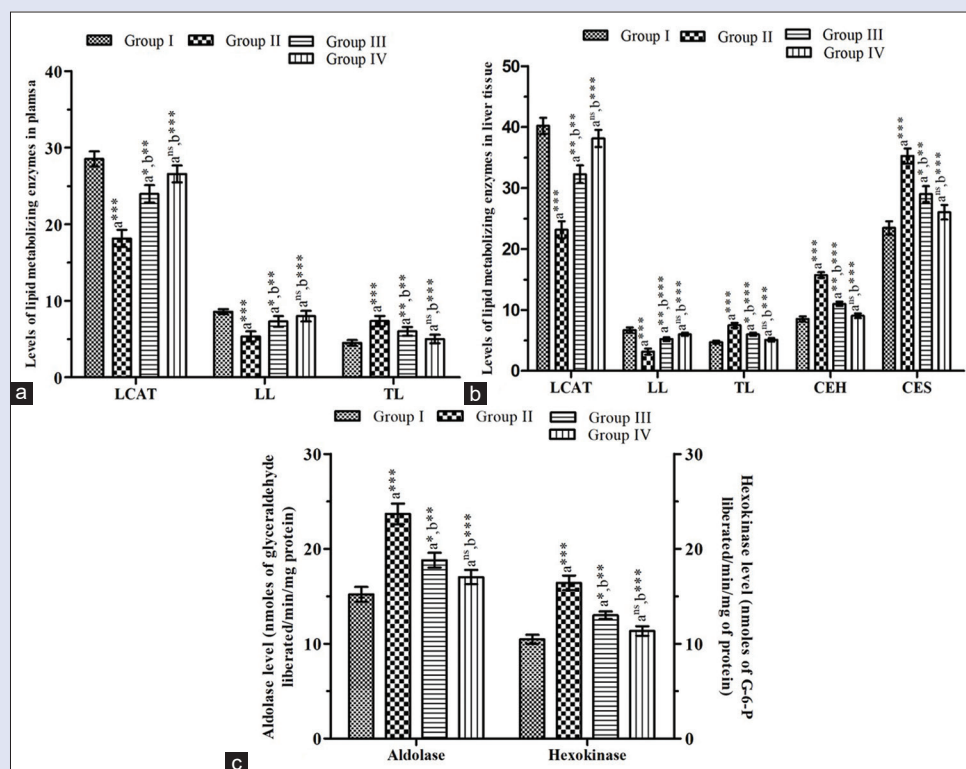 Group I Group II Group III
Group IV
Levels of lipid metabolizing enzymes in plamsa
40
30
20
10
0
a***
a*,b**
aⁿˢ,b***
a***
a*,b**
aⁿˢ,b***
a***
a**,b**
aⁿˢ,b***
LCAT LL TL
a
Group I Group II Group III
Group IV
Levels of lipid metabolizing enzymes in liver tissue
50
40
30
20
10
0
a***
a**,b**
aⁿˢ,b***
a***
a**,b***
aⁿˢ,b***
a***
a*,b***
aⁿˢ,b***
a***
a**,b***
aⁿˢ,b***
a***
a*,b**
aⁿˢ,b***
LCAT LL TL CEH CES
b
Group I Group II Group III
Group IV
Aldolase level (nmoles of glyceraldehyde
liberated/min/mg protein)
30
20
10
0
a***
a*,b**
aⁿˢ,b***
a***
a*,b**
aⁿˢ,b***
30
20
10
0
Hexokinase level (nmoles of G-6-P
liberated/min/mg of protein)
Aldolase Hexokinase
c